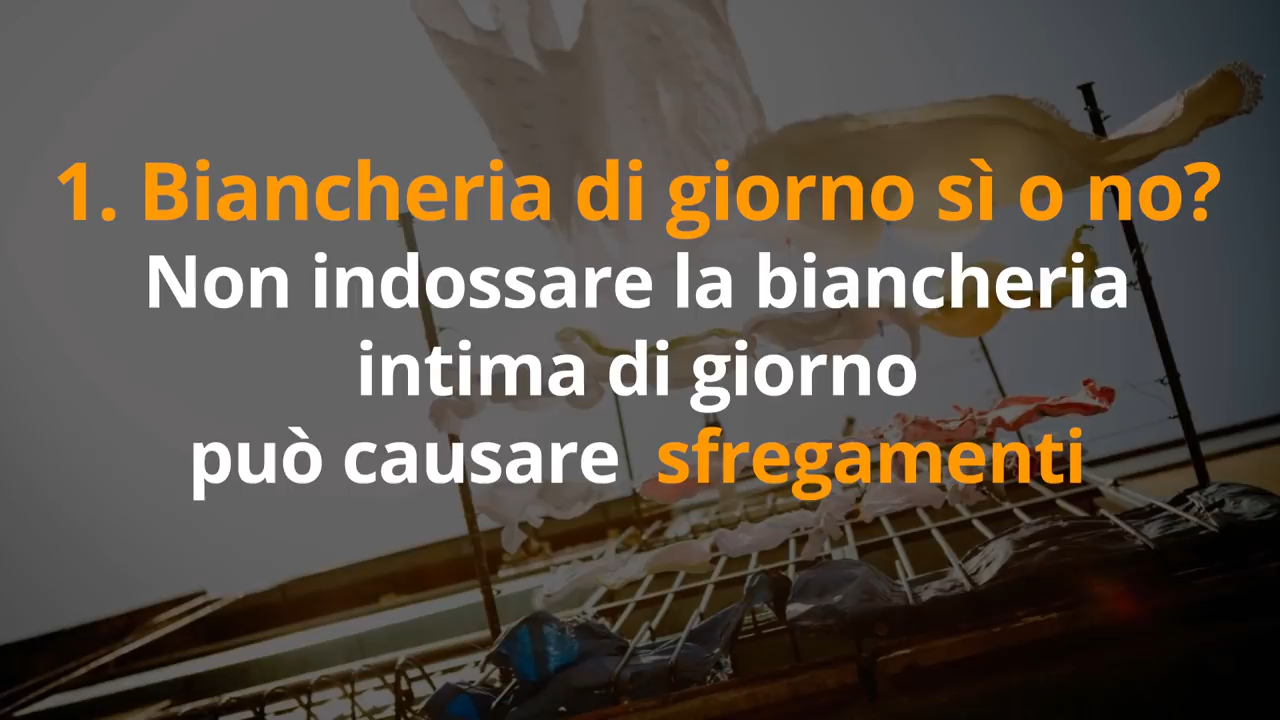 1. Biancheria di giorno sì o no?
Non indossare la biancheria
intima di giorno
può causare sfregamenti